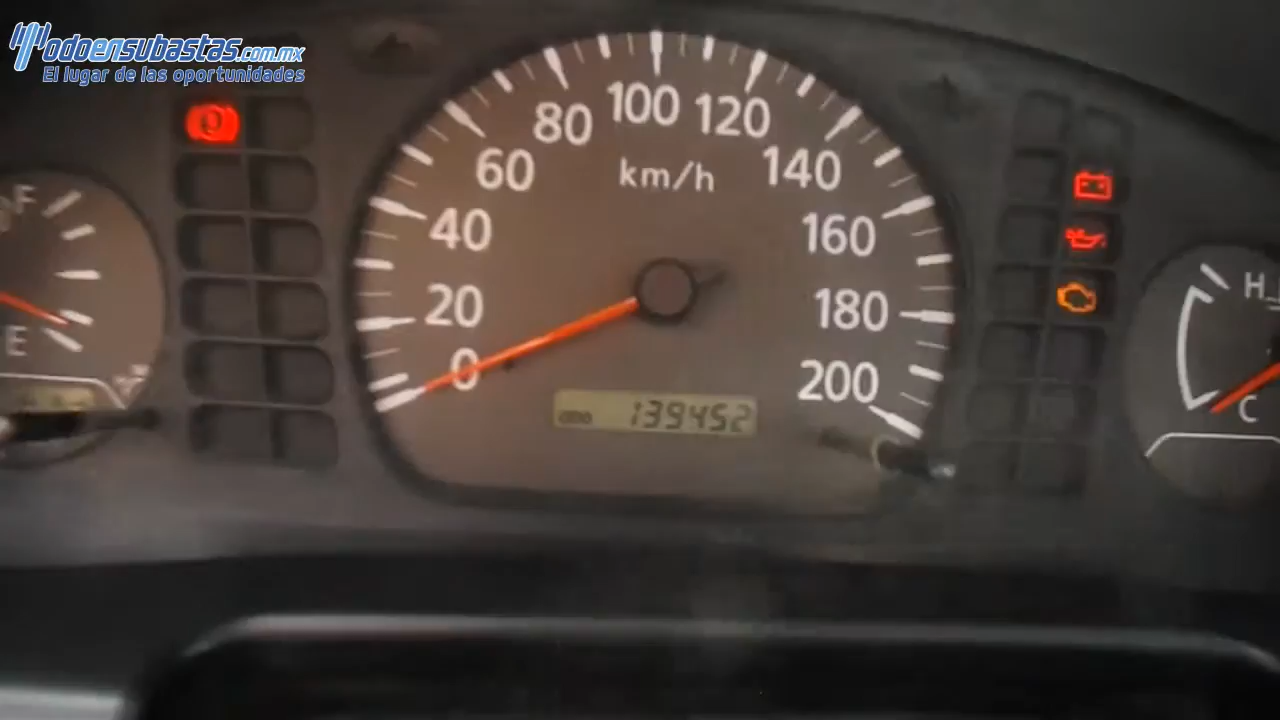 Todoensubastas.com.mx
El lugar de las oportunidades
F
E
0
20
40
60
80
100
120
140
160
180
200
km/h
ODO 139452
H
C